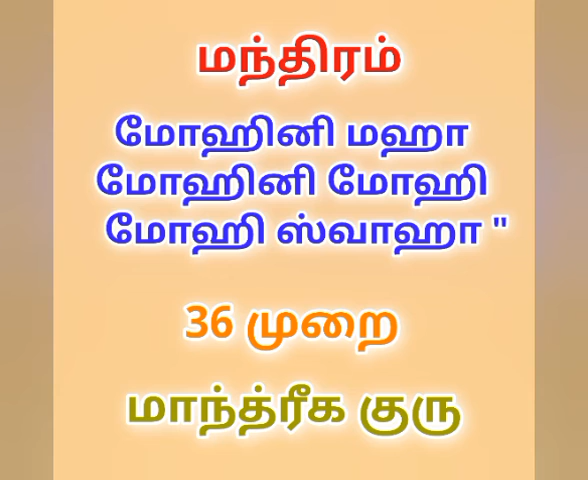 மந்திரம்
மோஹினி மஹா
மோஹினி மோஹி
மோஹி ஸ்வாஹா "
36 முறை
மாந்த்ரீக குரு